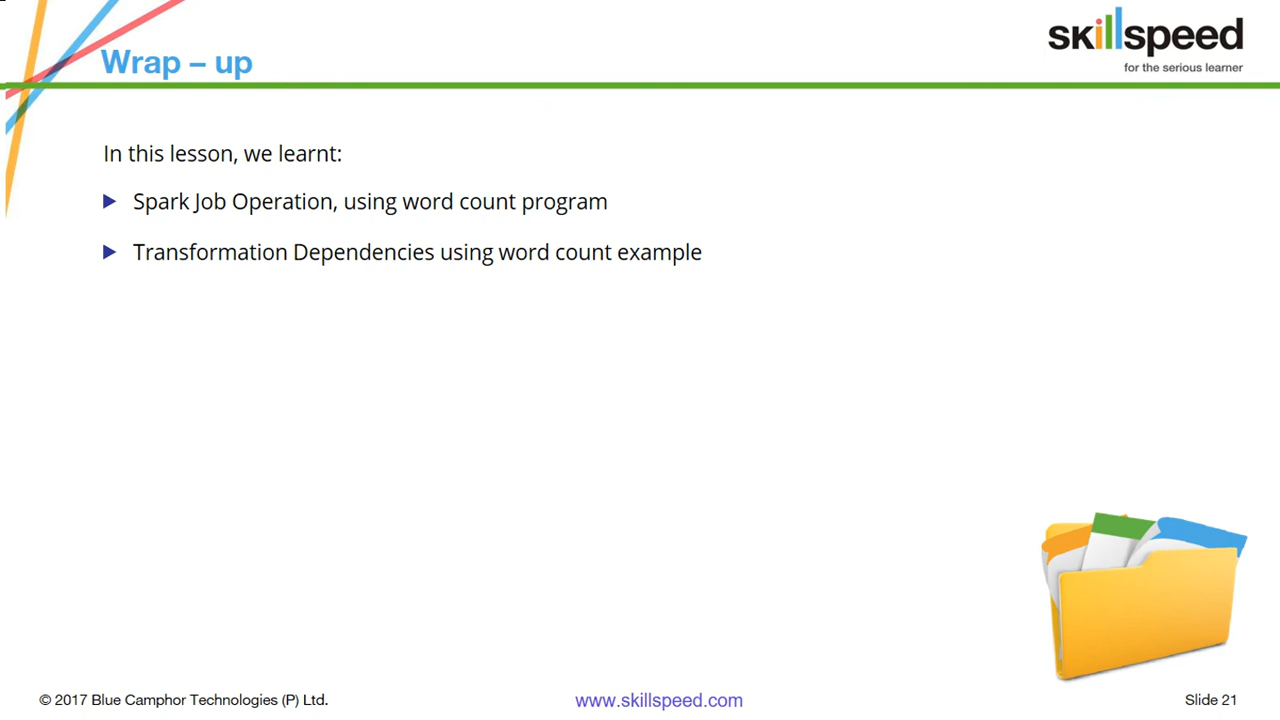 Wrap – up
skillspeed
for the serious learner
In this lesson, we learnt:
Spark Job Operation, using word count program
Transformation Dependencies using word count example
© 2017 Blue Camphor Technologies (P) Ltd.
www.skillspeed.com
Slide 21